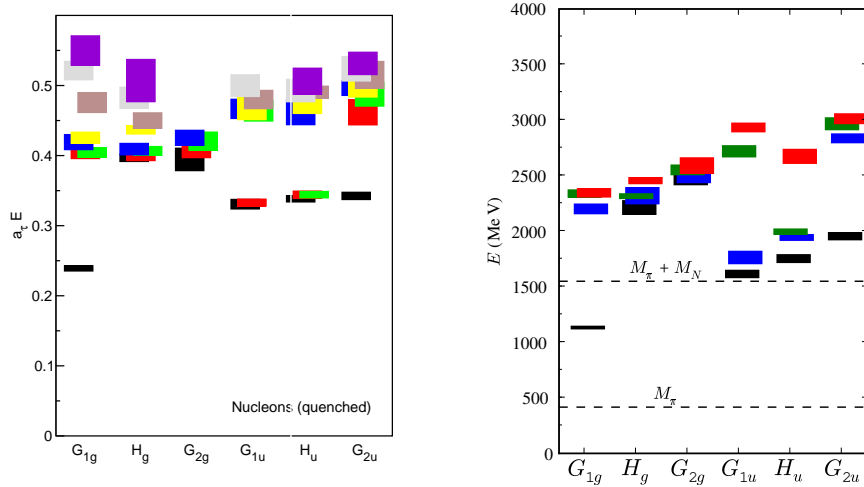 a_τ E
0.5
0.4
0.3
0.2
0.1
0
Nucleons (quenched)
G_1g H_g G_2g G_1u H_u G_2u
E (MeV)
4000
3500
3000
2500
2000
1500
1000
500
0
M_π + M_N
M_π
G_1g H_g G_2g G_1u H_u G_2u